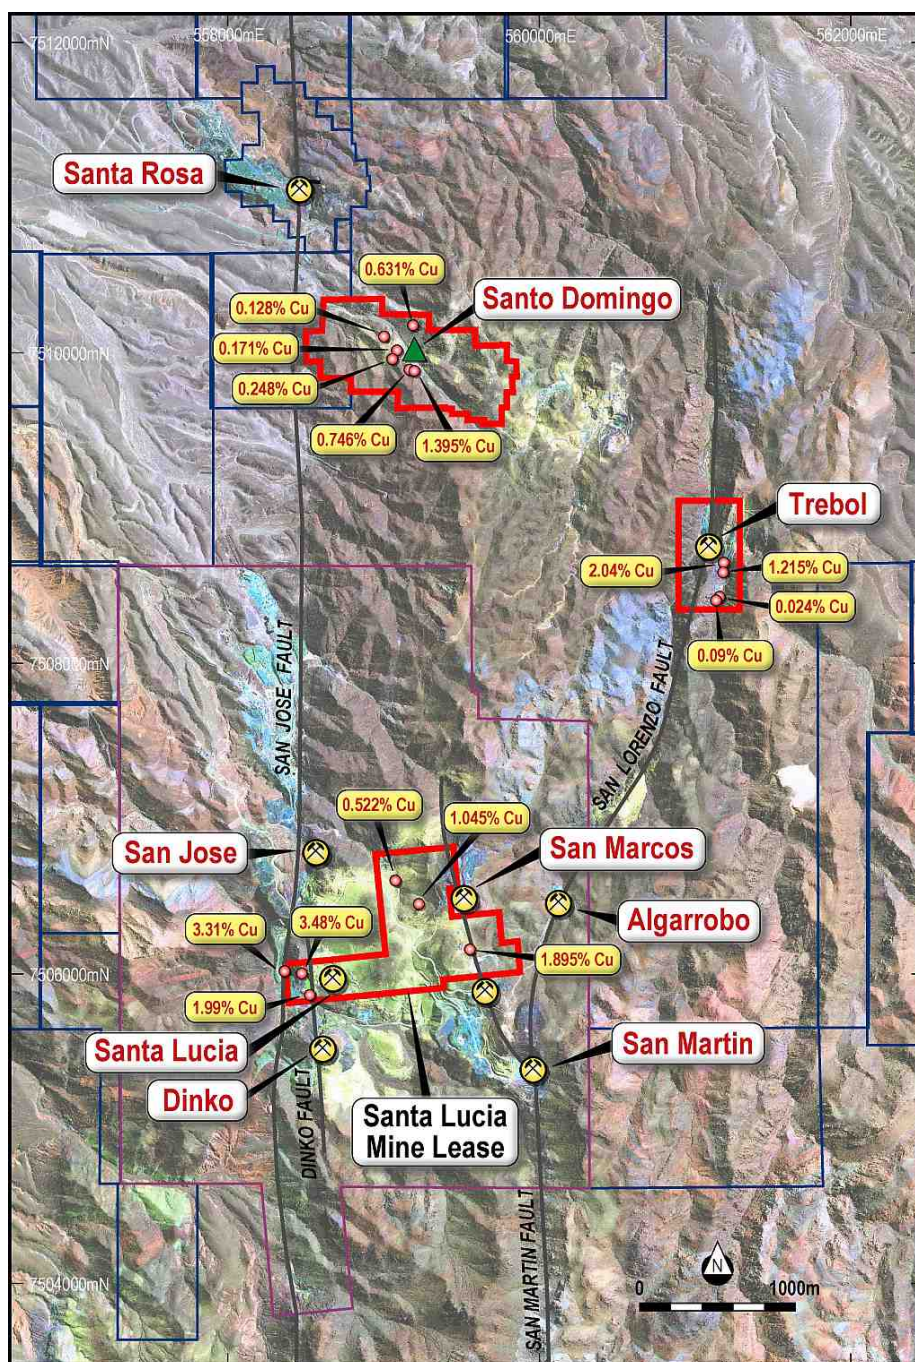 7512000mN
558000mE
560000mE
562000mE
Santa Rosa
0.631% Cu
0.128% Cu
Santo Domingo
0.171% Cu
7510000mN
0.248% Cu
0.746% Cu
1.395% Cu
Trebol
2.04% Cu
1.215% Cu
0.024% Cu
0.09% Cu
7508000mN
SAN JOSE FAULT
SAN LORENZO FAULT
0.522% Cu
1.045% Cu
San Jose
San Marcos
Algarrobo
3.31% Cu
3.48% Cu
1.895% Cu
7506000mN
1.99% Cu
Santa Lucia
San Martin
Dinko
Santa Lucia
Mine Lease
DINKO FAULT
SAN MARTIN FAULT
N
7504000mN
0
1000m